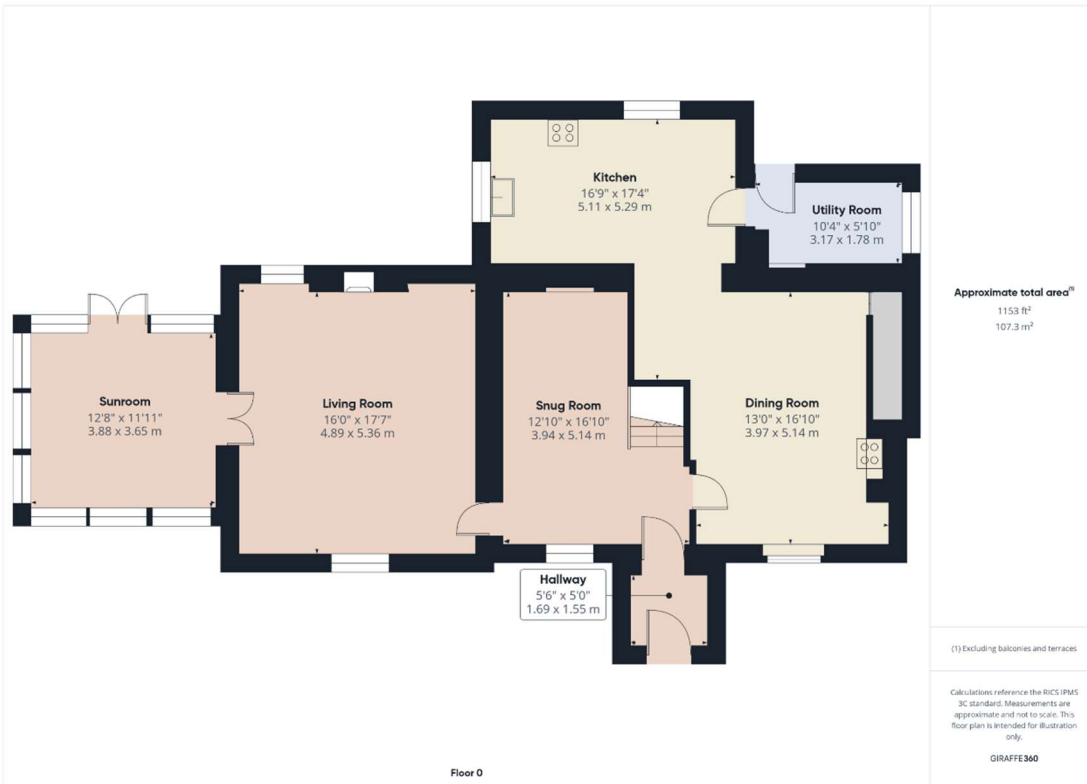 Kitchen
16'9" x 17'4"
5.11 x 5.29 m
Utility Room
10'4" x 5'10"
3.17 x 1.78 m
Sunroom
12'8" x 11'11"
3.88 x 3.65 m
Living Room
16'0" x 17'7"
4.89 x 5.36 m
Snug Room
12'10" x 16'10"
3.94 x 5.14 m
Dining Room
13'0" x 16'10"
3.97 x 5.14 m
Hallway
5'6" x 5'0"
1.69 x 1.55 m
Floor 0
Approximate total area(1)
1153 ft²
107.3 m²
(1) Excluding balconies and terraces
Calculations reference the RICS IPMS
3C standard. Measurements are
approximate and not to scale. This
floor plan is intended for illustration
only.
GIRAFFE360